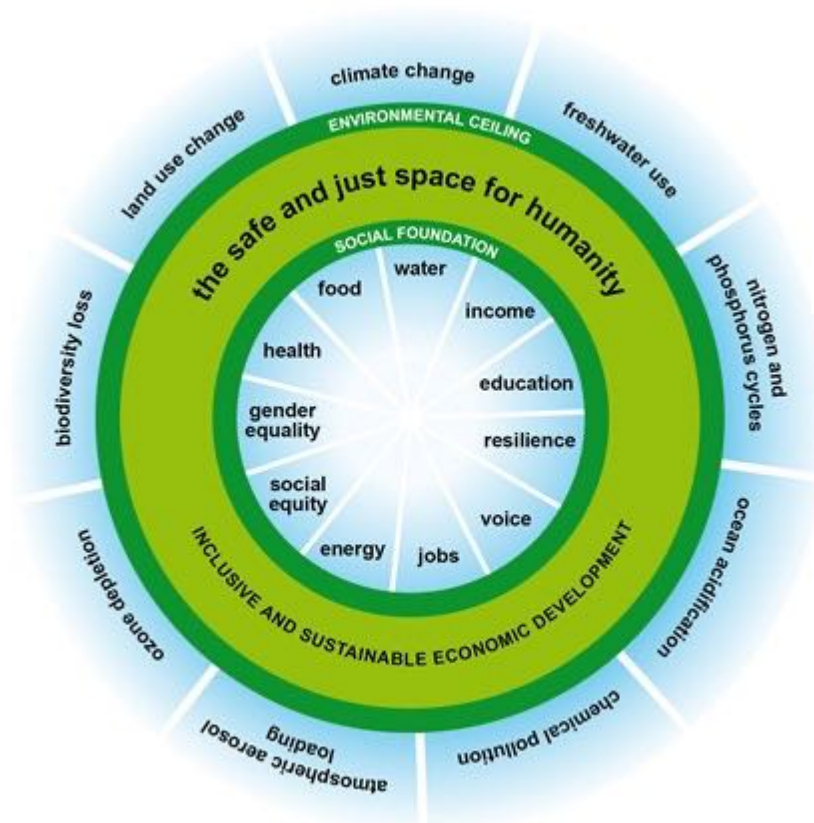 climate change
freshwater use
nitrogen and
phosphorus cycles
ocean acidification
chemical pollution
atmospheric aerosol
loading
ozone depletion
biodiversity loss
land use change
ENVIRONMENTAL CEILING
the safe and just space for humanity
SOCIAL FOUNDATION
water
income
education
resilience
voice
jobs
energy
social
equity
gender
equality
health
food
INCLUSIVE AND SUSTAINABLE ECONOMIC DEVELOPMENT